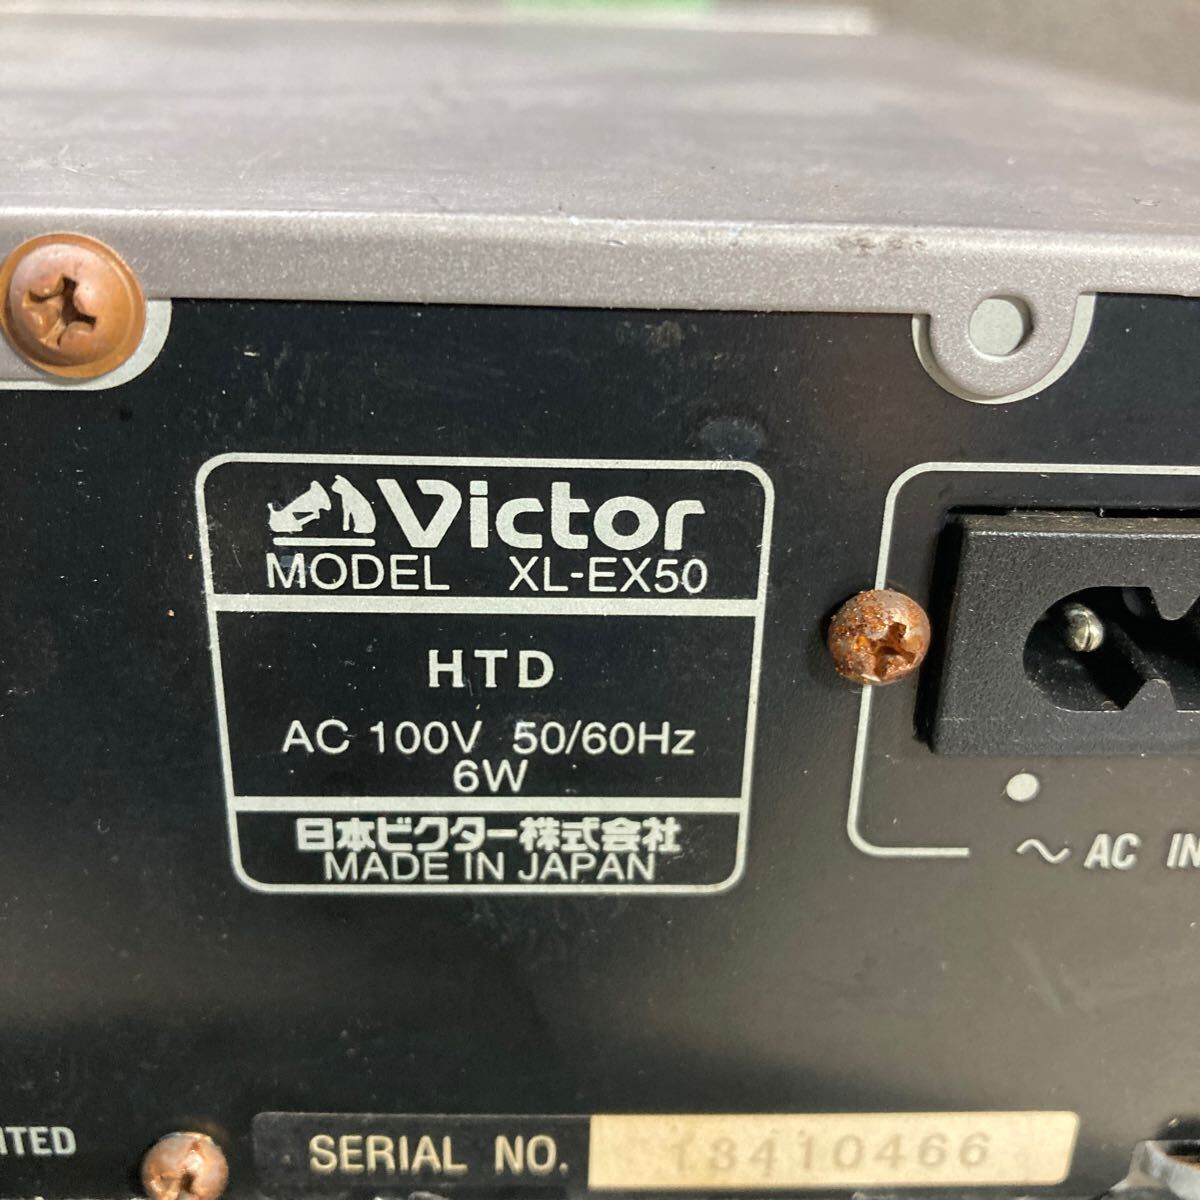 Victor
MODEL XL-EX50
HTD
AC 100V 50/60Hz
6W
日本ビクター株式会社
MADE IN JAPAN
~ AC IN
ITED
SERIAL NO. 13410466